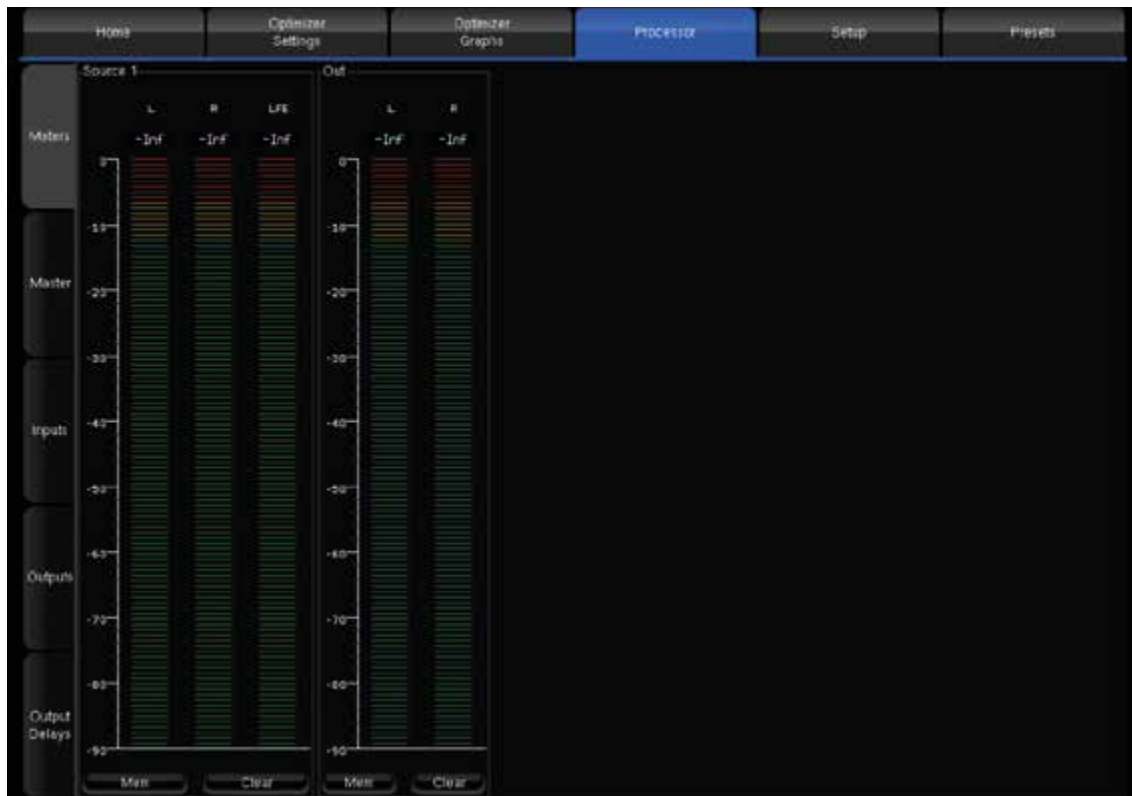 Home
Optimizer
Settings
Optimizer
Graphs
Processor
Setup
Presets
Meters
Master
Inputs
Outputs
Output
Delays
Source 1
L R LFE
-Inf -Inf -Inf
0
-10
-20
-30
-40
-50
-60
-70
-80
-90
Mem Clear
Out
L R
-Inf -Inf
0
-10
-20
-30
-40
-50
-60
-70
-80
-90
Mem Clear